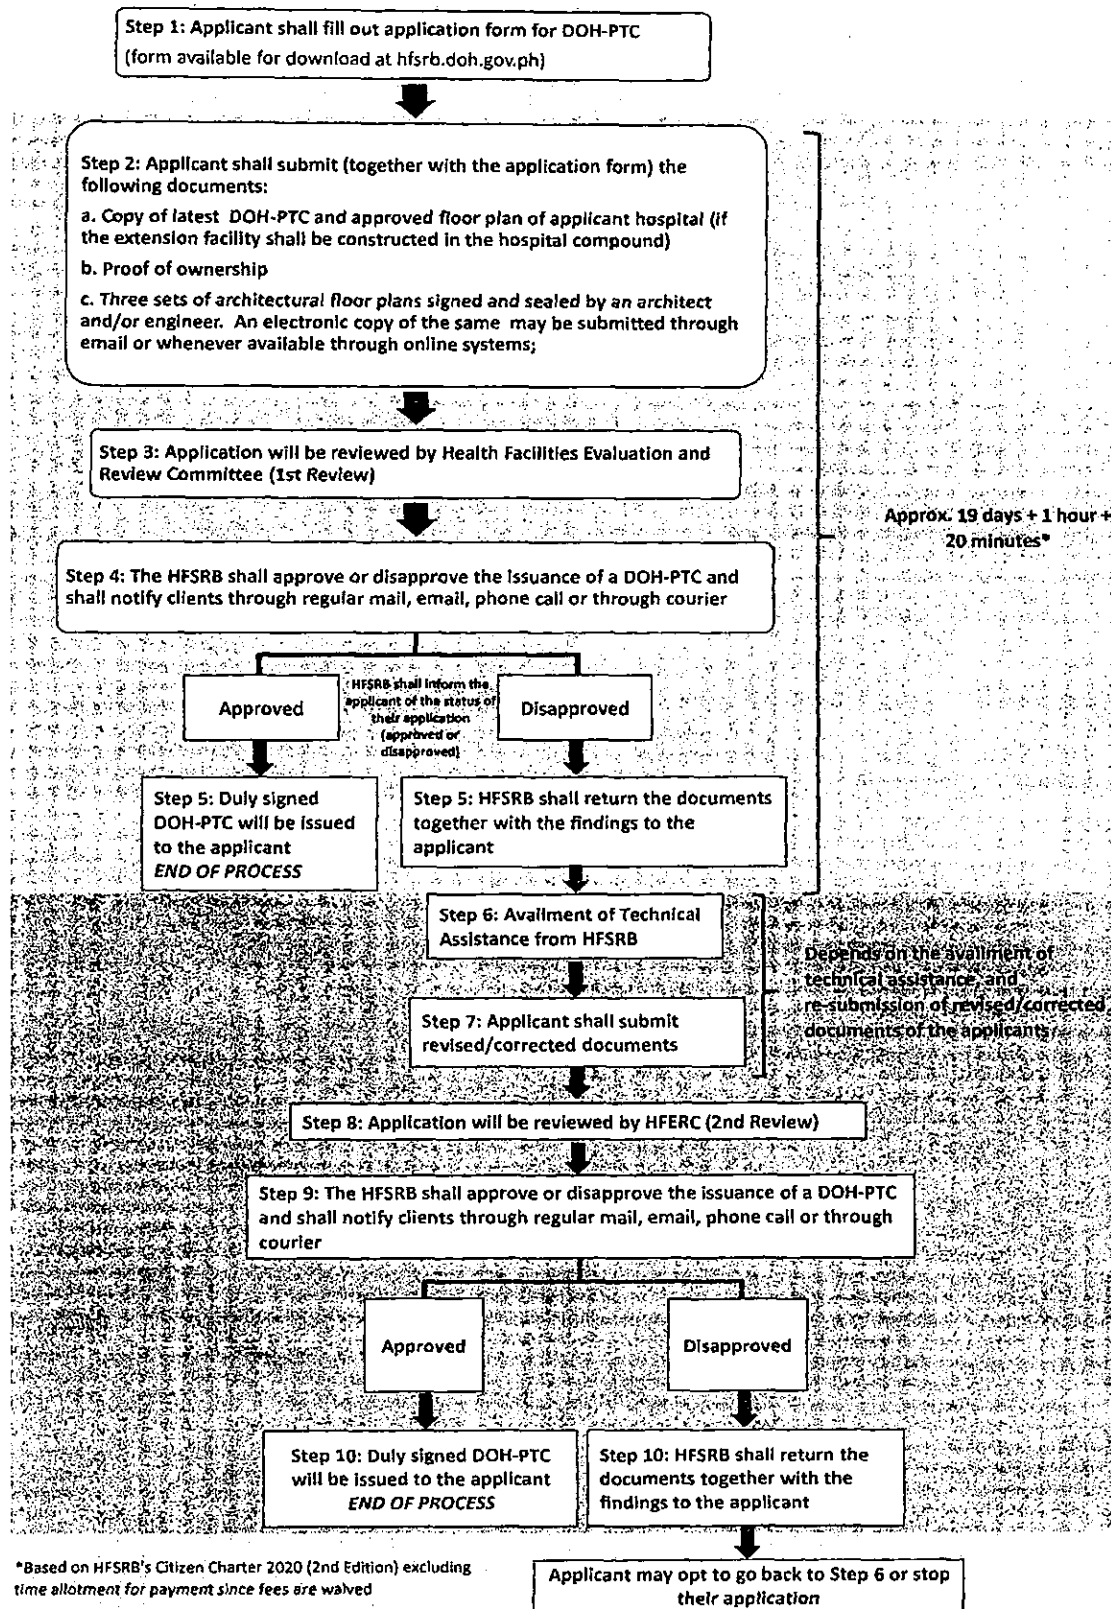 Step 1: Applicant shall fill out application form for DOH-PTC
(form available for download at hfsrb.doh.gov.ph)
Step 2: Applicant shall submit (together with the application form) the
following documents:
a. Copy of latest DOH-PTC and approved floor plan of applicant hospital (if
the extension facility shall be constructed in the hospital compound)
b. Proof of ownership
c. Three sets of architectural floor plans signed and sealed by an architect
and/or engineer. An electronic copy of the same may be submitted through
email or whenever available through online systems;
Step 3: Application will be reviewed by Health Facilities Evaluation and
Review Committee (1st Review)
Approx. 19 days + 1 hour +
20 minutes*
Step 4: The HFSRB shall approve or disapprove the issuance of a DOH-PTC and
shall notify clients through regular mail, email, phone call or through courier
Approved
HFSRB shall inform the
applicant of the status of
their application
(approved or
disapproved)
Disapproved
Step 5: Duly signed
DOH-PTC will be issued
to the applicant
END OF PROCESS
Step 5: HFSRB shall return the documents
together with the findings to the
applicant
Step 6: Availment of Technical
Assistance from HFSRB
Depends on the availment of
technical assistance, and
re-submission of revised/corrected
documents of the applicants
Step 7: Applicant shall submit
revised/corrected documents
Step 8: Application will be reviewed by HFERC (2nd Review)
Step 9: The HFSRB shall approve or disapprove the issuance of a DOH-PTC
and shall notify clients through regular mail, email, phone call or through
courier
Approved
Disapproved
Step 10: Duly signed DOH-PTC
will be issued to the applicant
END OF PROCESS
Step 10: HFSRB shall return the
documents together with the
findings to the applicant
*Based on HFSRB's Citizen Charter 2020 (2nd Edition) excluding
time allotment for payment since fees are waived
Applicant may opt to go back to Step 6 or stop
their application